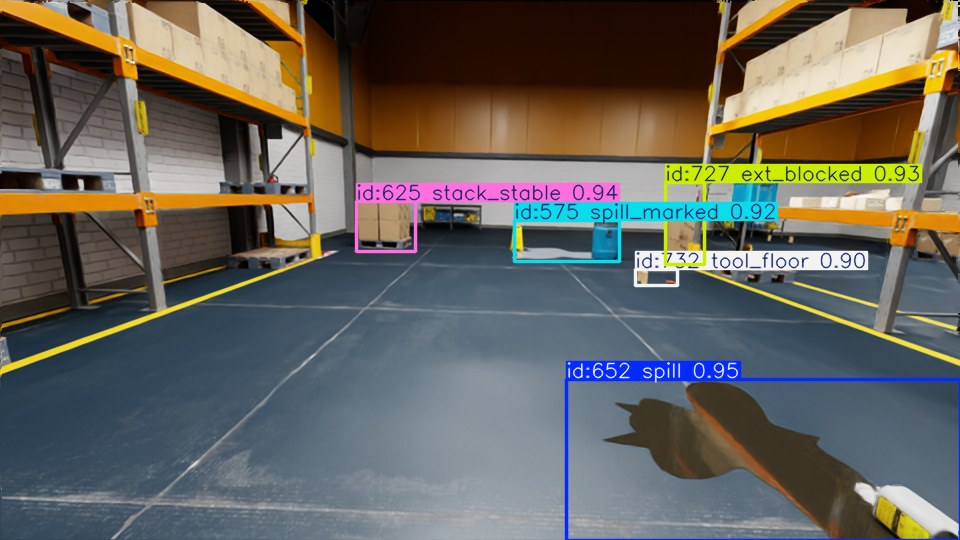 id:727 ext_blocked 0.93
id:625 stack_stable 0.94
id:575 spill_marked 0.92
id:732 tool_floor 0.90
id:652 spill 0.95